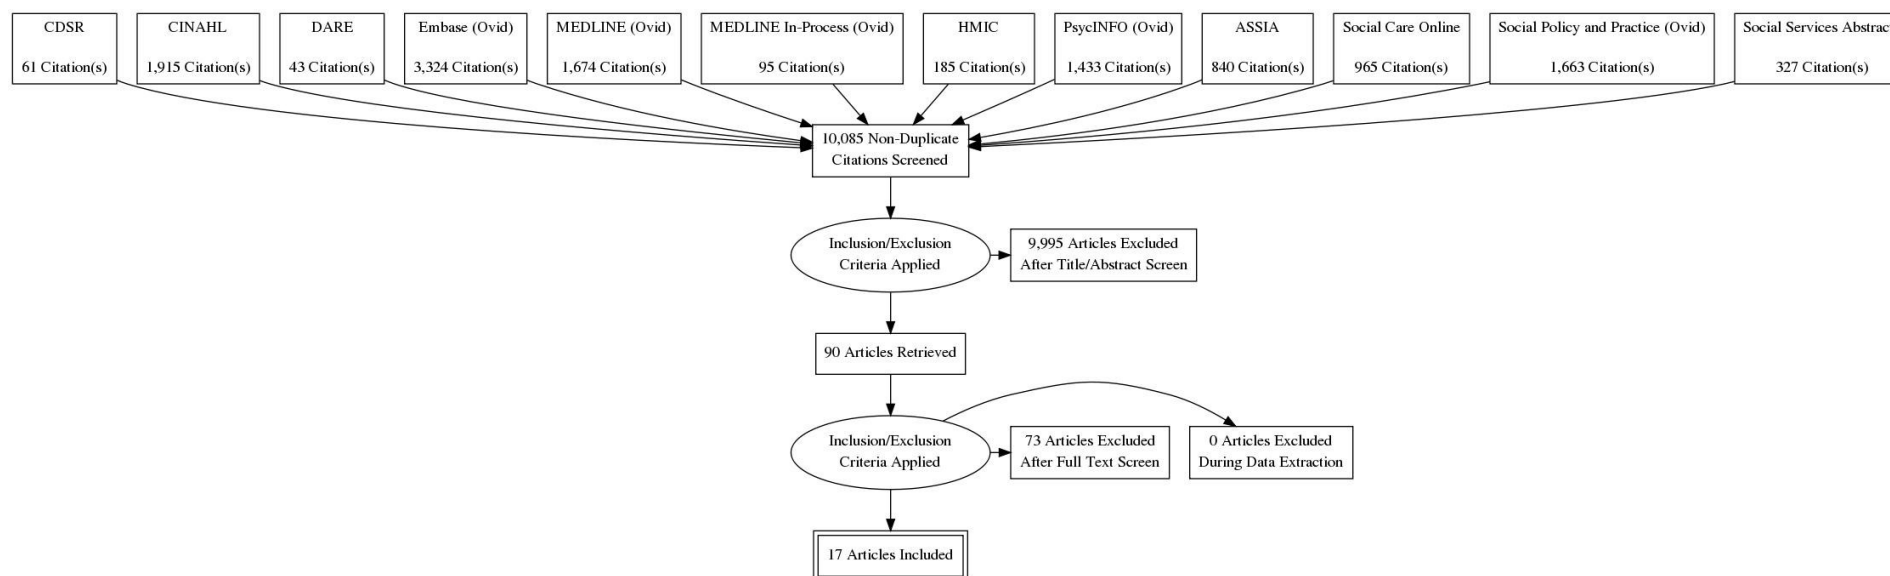 CDSR
61 Citation(s)
CINAHL
1,915 Citation(s)
DARE
43 Citation(s)
Embase (Ovid)
3,324 Citation(s)
MEDLINE (Ovid)
1,674 Citation(s)
MEDLINE In-Process (Ovid)
95 Citation(s)
HMIC
185 Citation(s)
PsycINFO (Ovid)
1,433 Citation(s)
ASSIA
840 Citation(s)
Social Care Online
965 Citation(s)
Social Policy and Practice (Ovid)
1,663 Citation(s)
Social Services Abstrac
327 Citation(s)
10,085 Non-Duplicate
Citations Screened
Inclusion/Exclusion
Criteria Applied
9,995 Articles Excluded
After Title/Abstract Screen
90 Articles Retrieved
Inclusion/Exclusion
Criteria Applied
73 Articles Excluded
After Full Text Screen
0 Articles Excluded
During Data Extraction
17 Articles Included